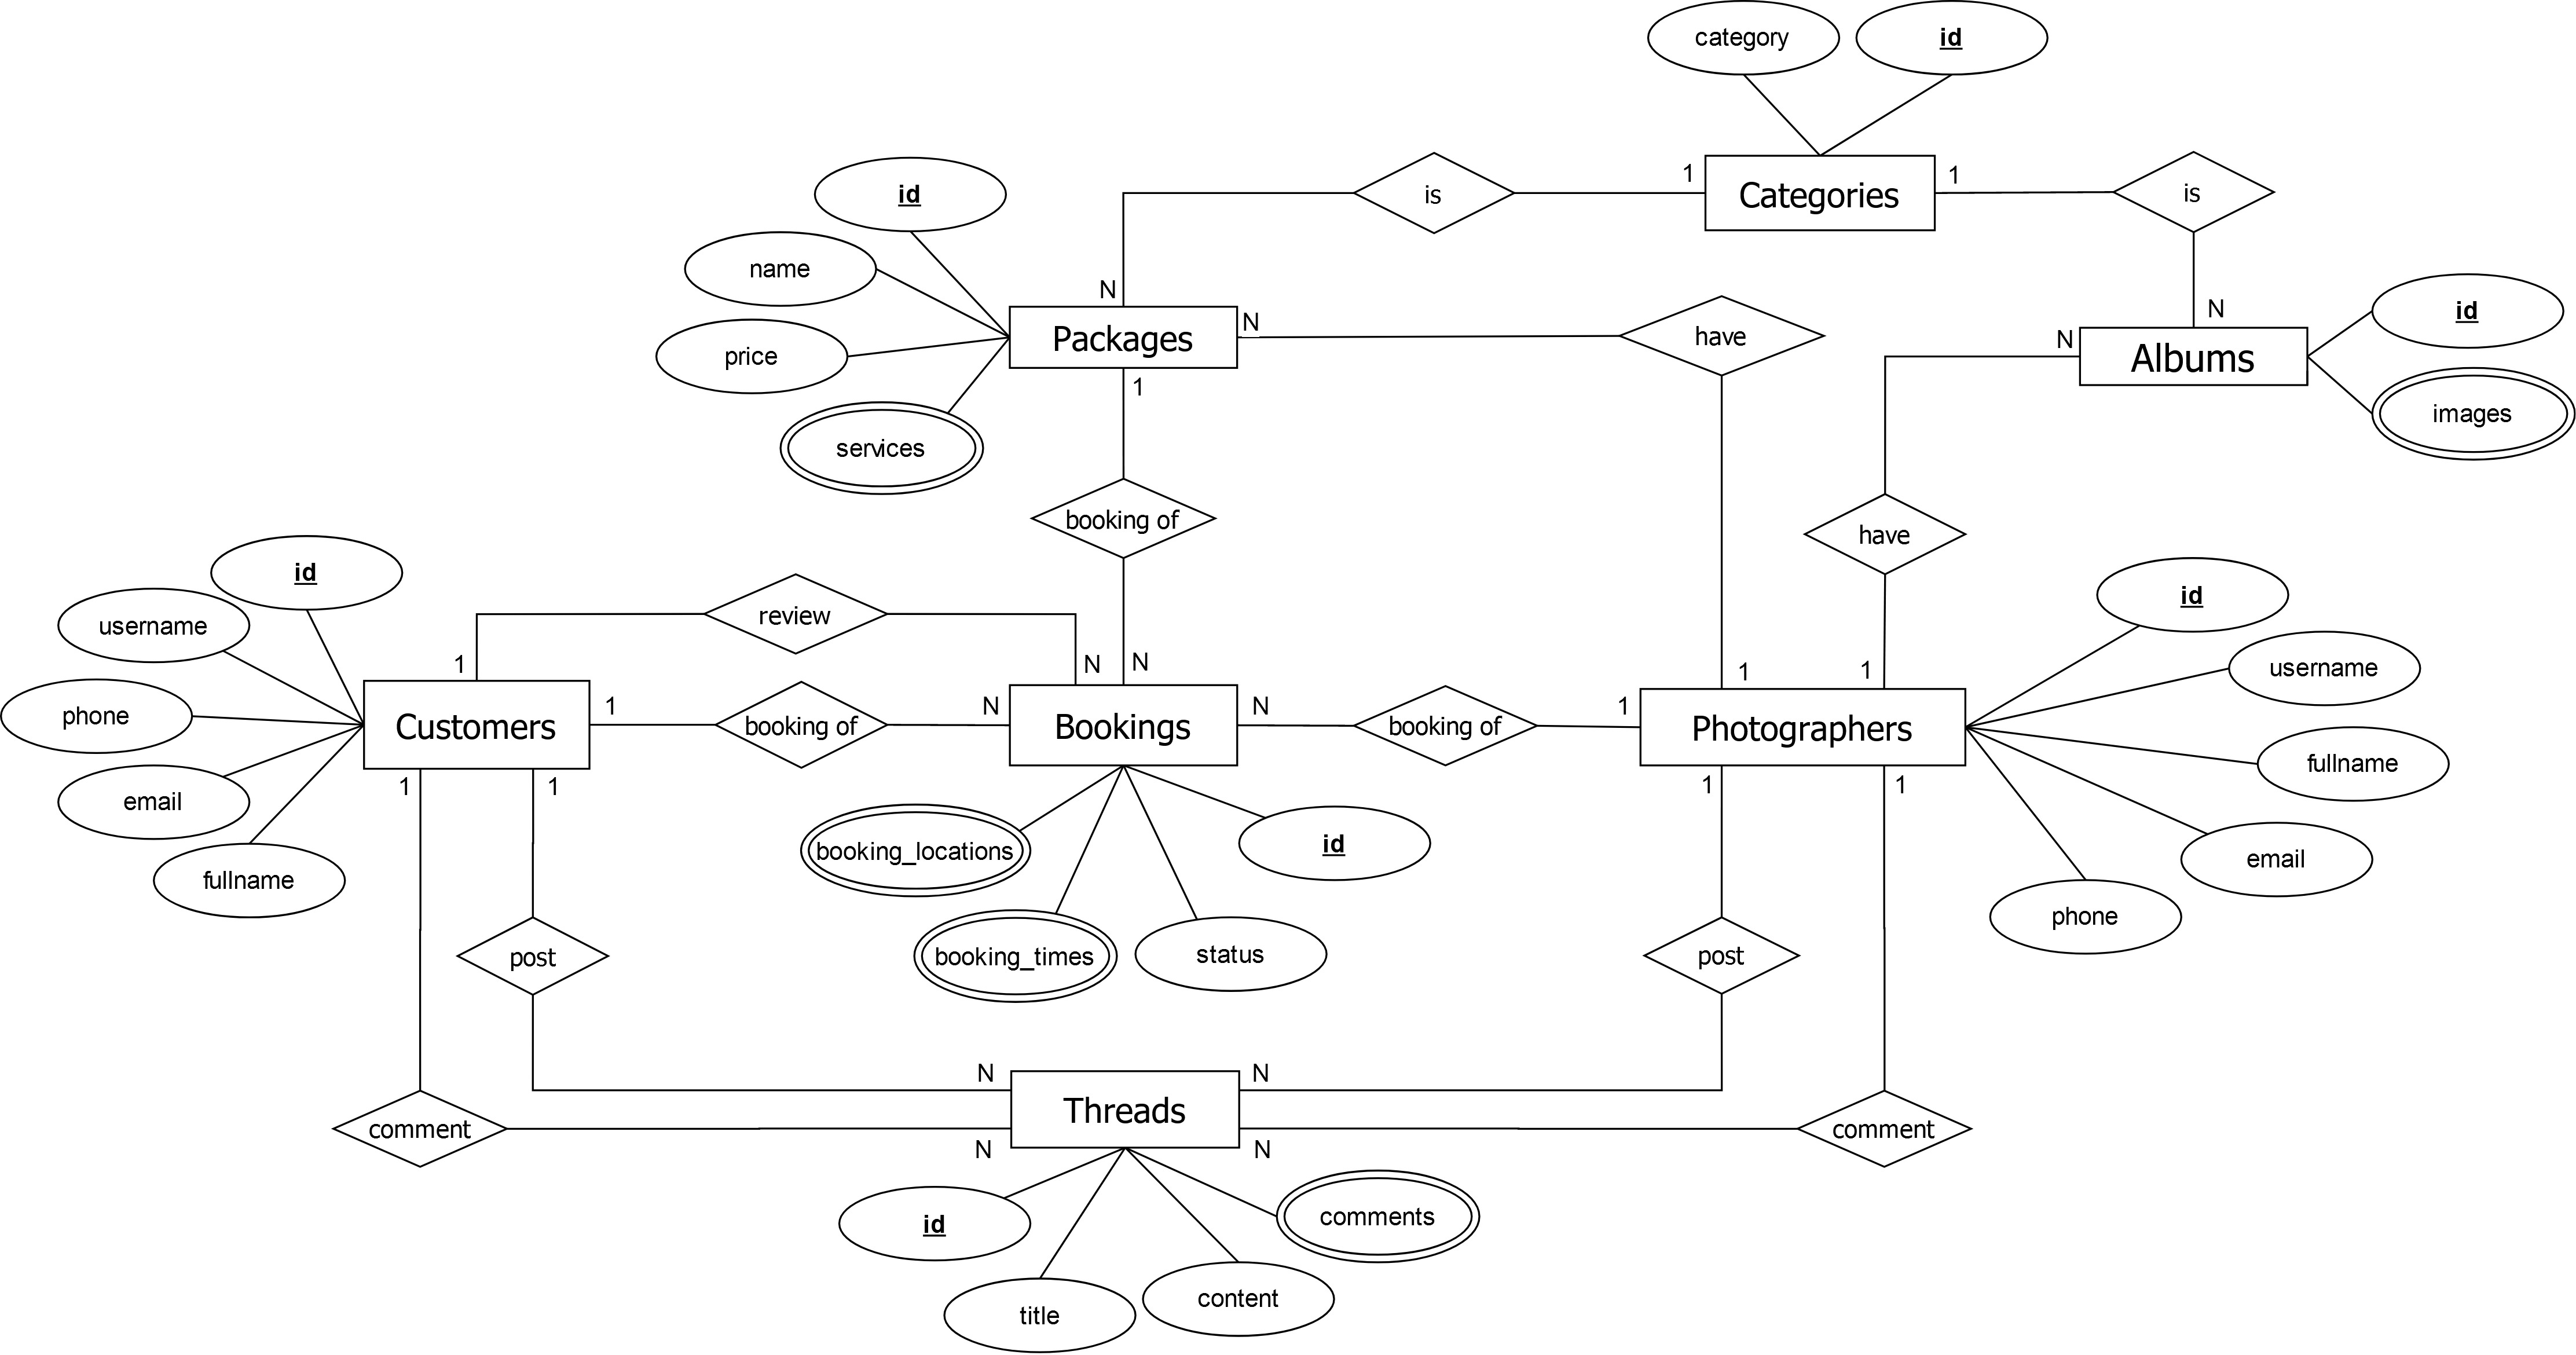 category
id
1
is
Categories
1
is
id
name
N
N
id
N
have
N
Packages
price
Albums
1
images
services
booking of
have
id
id
username
review
username
1
N
N
1
1
phone
1
N
N
1
Customers
booking of
Bookings
booking of
Photographers
fullname
1
1
1
1
email
booking_locations
id
email
fullname
phone
post
booking_times
status
post
N
N
Threads
comment
comment
N
N
id
comments
title
content